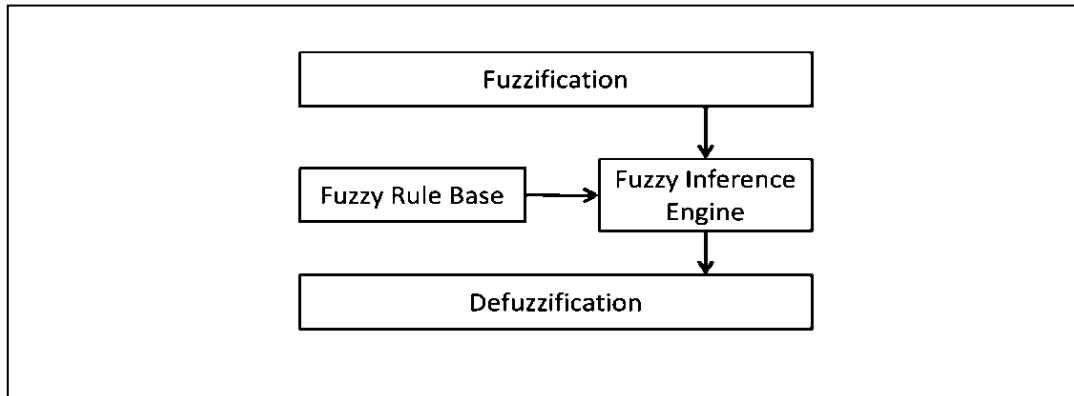 Fuzzification
Fuzzy Rule Base
Fuzzy Inference
Engine
Defuzzification